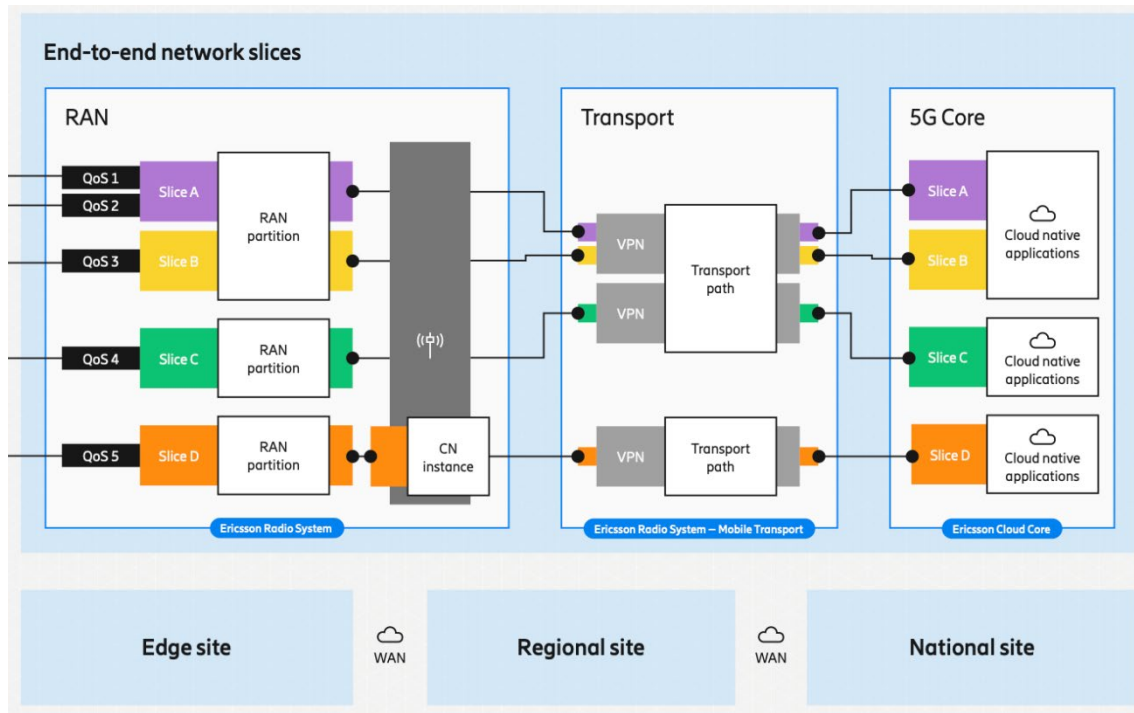 End-to-end network slices
RAN
QoS 1
QoS 2
Slice A
RAN
partition
QoS 3
Slice B
QoS 4
Slice C
RAN
partition
QoS 5
Slice D
RAN
partition
CN
instance
Ericsson Radio System
Transport
VPN
Transport
path
VPN
VPN
Transport
path
Ericsson Radio System – Mobile Transport
5G Core
Slice A
Cloud native
applications
Slice B
Slice C
Cloud native
applications
Slice D
Cloud native
applications
Ericsson Cloud Core
Edge site
WAN
Regional site
WAN
National site